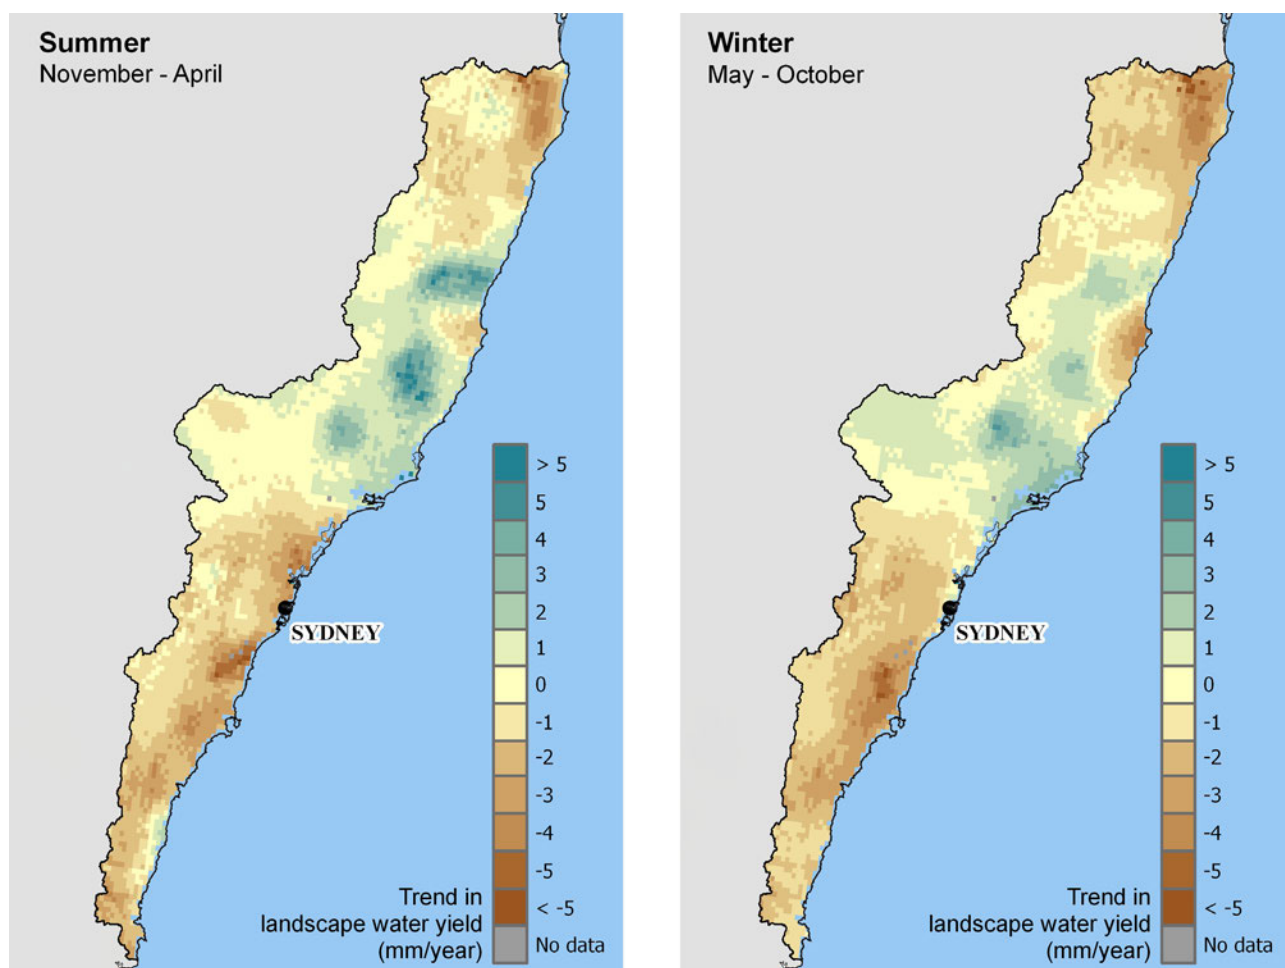 Summer
November - April
SYDNEY
> 5
5
4
3
2
1
0
-1
-2
-3
-4
-5
< -5
No data
Trend in
landscape water yield
(mm/year)
Winter
May - October
SYDNEY
> 5
5
4
3
2
1
0
-1
-2
-3
-4
-5
< -5
No data
Trend in
landscape water yield
(mm/year)